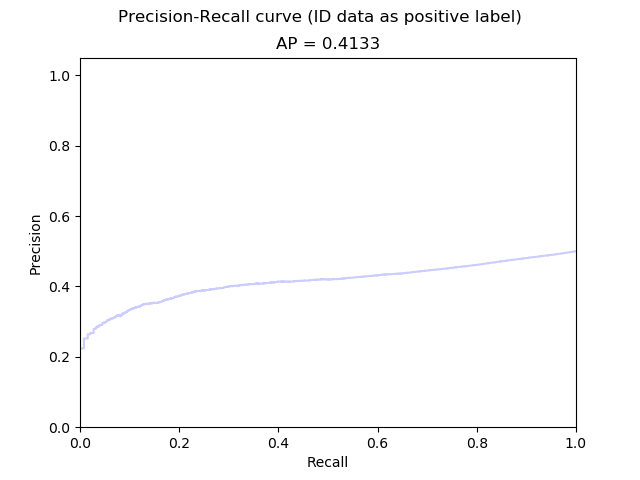 Precision-Recall curve (ID data as positive label)
AP = 0.4133
1.0
0.8
0.6
0.4
0.2
0.0
Precision
0.0 0.2 0.4 0.6 0.8 1.0
Recall